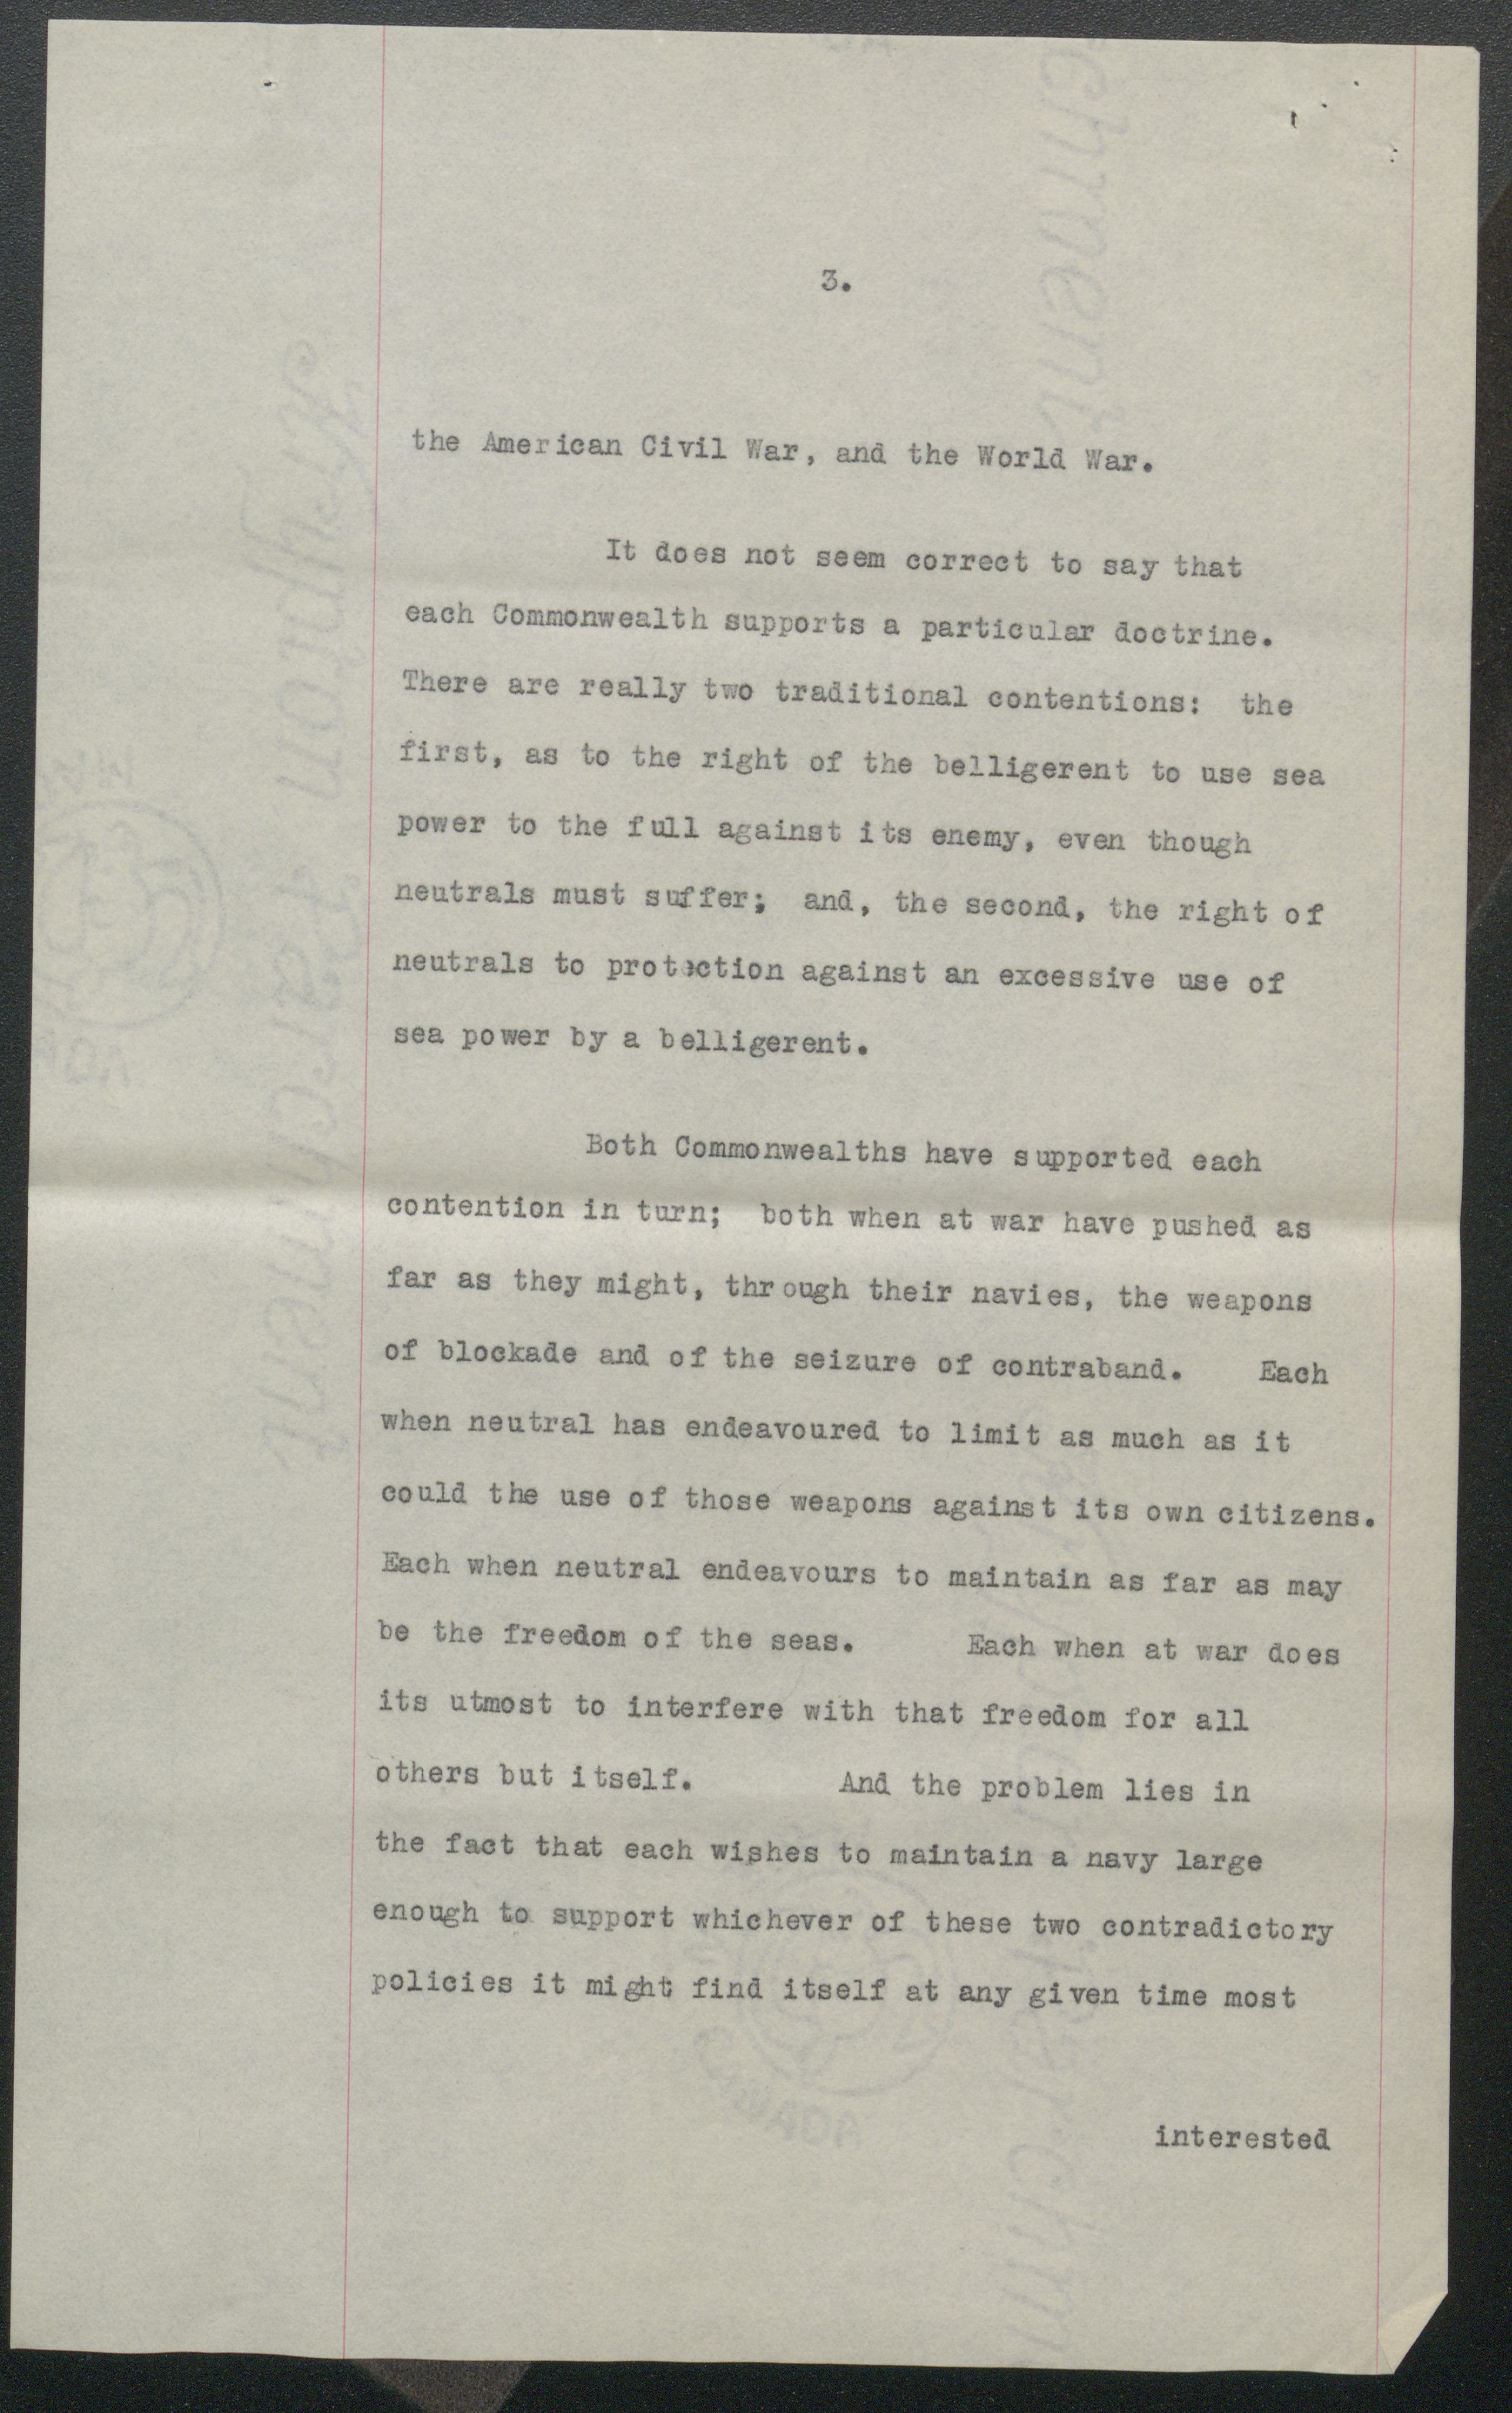 3.
the American Civil War, and the World War.
It does not seem correct to say that
each Commonwealth supports a particular doctrine.
There are really two traditional contentions: the
first, as to the right of the belligerent to use sea
power to the full against its enemy, even though
neutrals must suffer; and, the second, the right of
neutrals to protection against an excessive use of
sea power by a belligerent.
Both Commonwealths have supported each
contention in turn; both when at war have pushed as
far as they might, through their navies, the weapons
of blockade and of the seizure of contraband. Each
when neutral has endeavoured to limit as much as it
could the use of those weapons against its own citizens.
Each when neutral endeavours to maintain as far as may
be the freedom of the seas. Each when at war does
its utmost to interfere with that freedom for all
others but itself. And the problem lies in
the fact that each wishes to maintain a navy large
enough to support whichever of these two contradictory
policies it might find itself at any given time most
interested